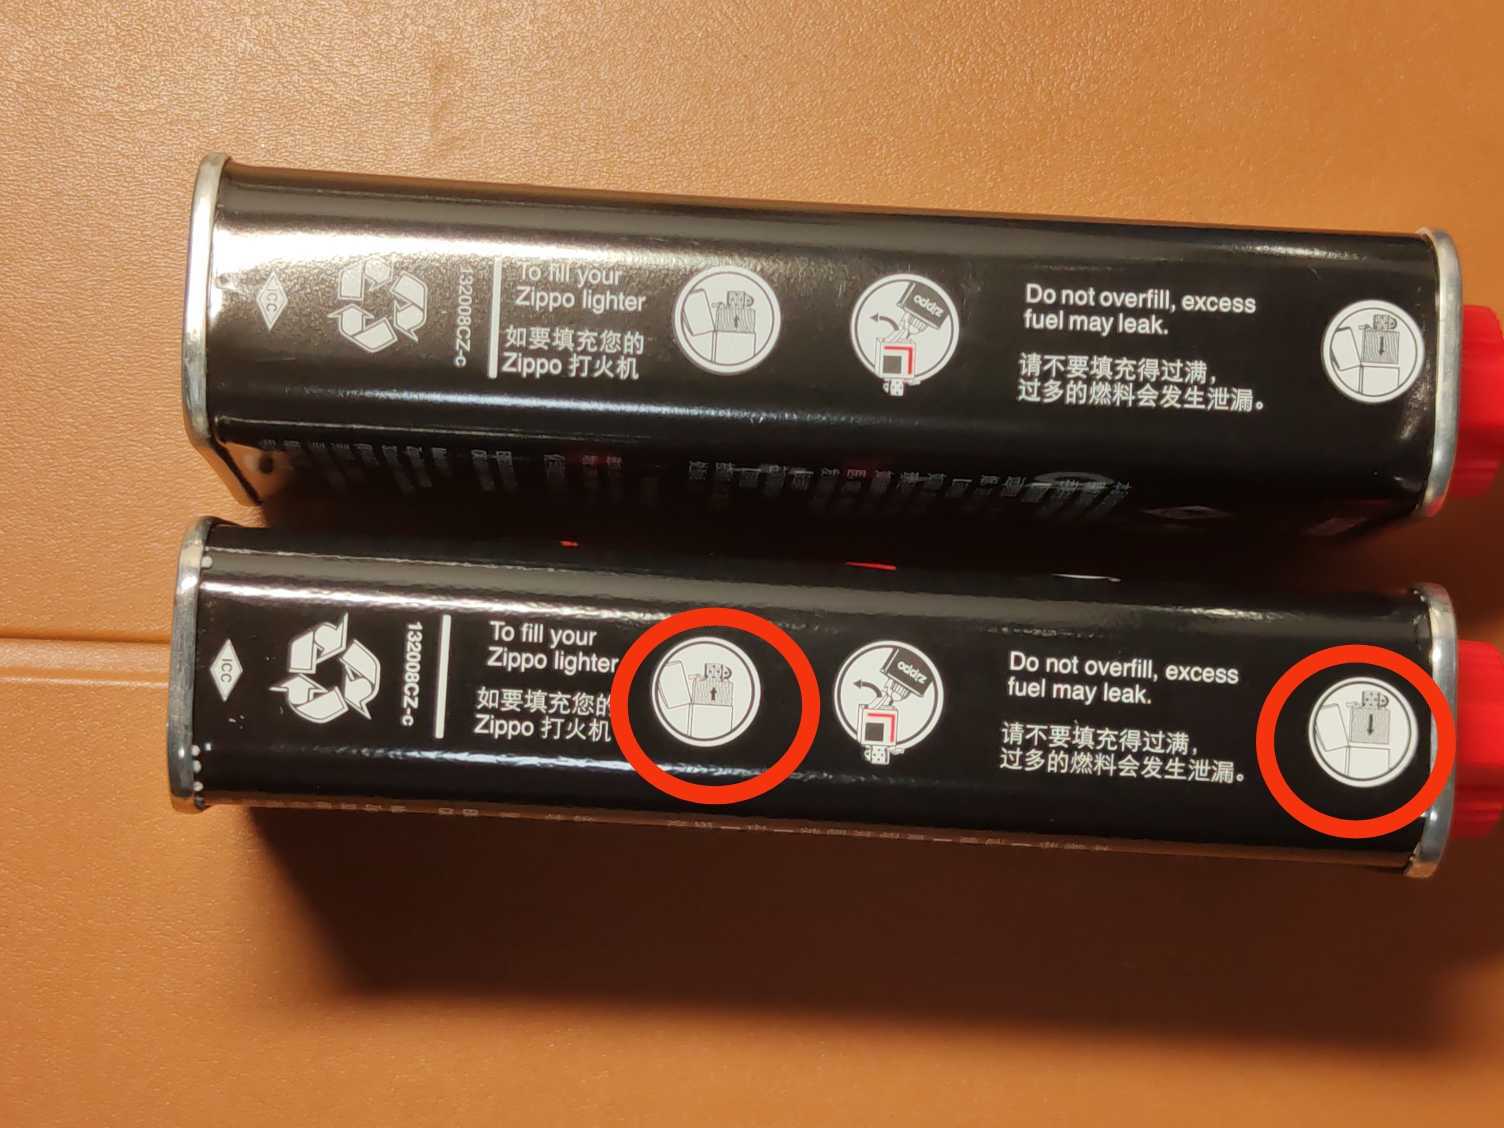 ICC
132008CZ-c
To fill your
Zippo lighter
如要填充您的
Zippo 打火机
zippo
Do not overfill, excess
fuel may leak.
请不要填充得过满，
过多的燃料会发生泄漏。
ICC
132008CZ-c
To fill your
Zippo lighter
如要填充您的
Zippo 打火机
zippo
Do not overfill, excess
fuel may leak.
请不要填充得过满，
过多的燃料会发生泄漏。